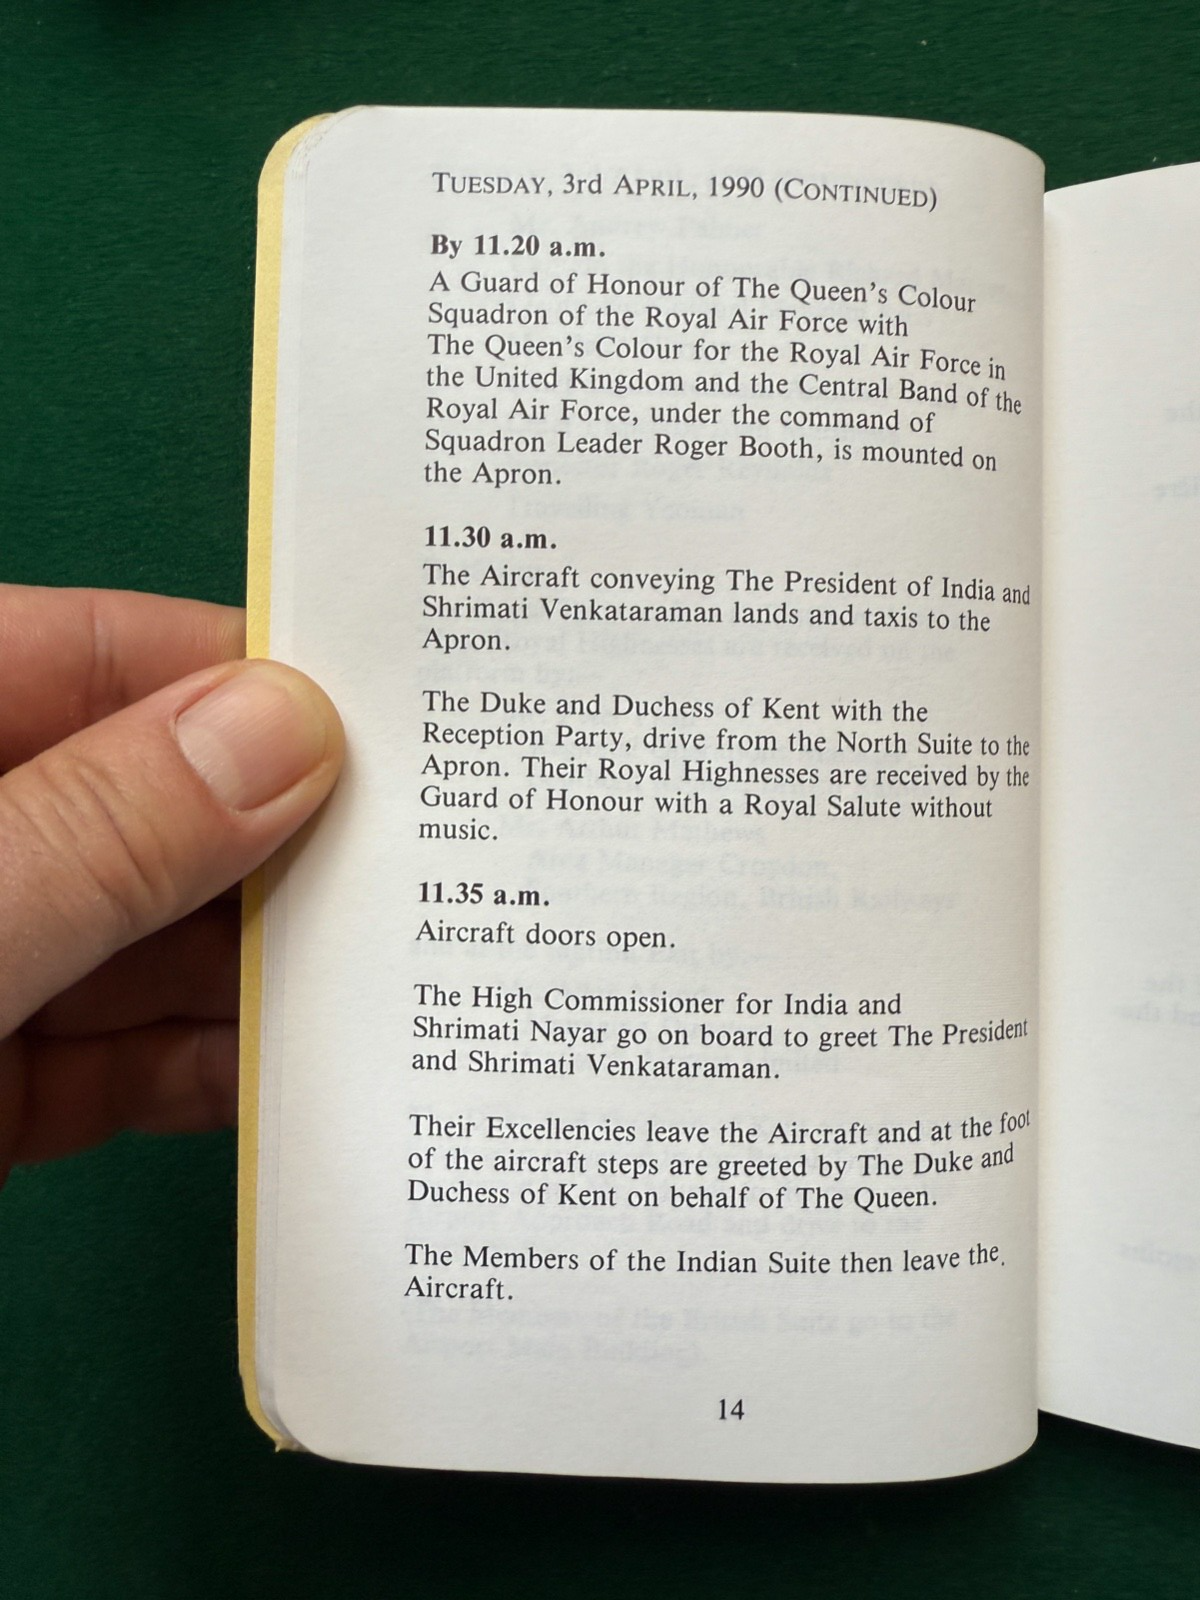 TUESDAY, 3rd APRIL, 1990 (CONTINUED)
By 11.20 a.m.
A Guard of Honour of The Queen's Colour
Squadron of the Royal Air Force with
The Queen's Colour for the Royal Air Force in
the United Kingdom and the Central Band of the
Royal Air Force, under the command of
Squadron Leader Roger Booth, is mounted on
the Apron.
11.30 a.m.
The Aircraft conveying The President of India and
Shrimati Venkataraman lands and taxis to the
Apron.
The Duke and Duchess of Kent with the
Reception Party, drive from the North Suite to the
Apron. Their Royal Highnesses are received by the
Guard of Honour with a Royal Salute without
music.
11.35 a.m.
Aircraft doors open.
The High Commissioner for India and
Shrimati Nayar go on board to greet The President
and Shrimati Venkataraman.
Their Excellencies leave the Aircraft and at the foot
of the aircraft steps are greeted by The Duke and
Duchess of Kent on behalf of The Queen.
The Members of the Indian Suite then leave the
Aircraft.
14